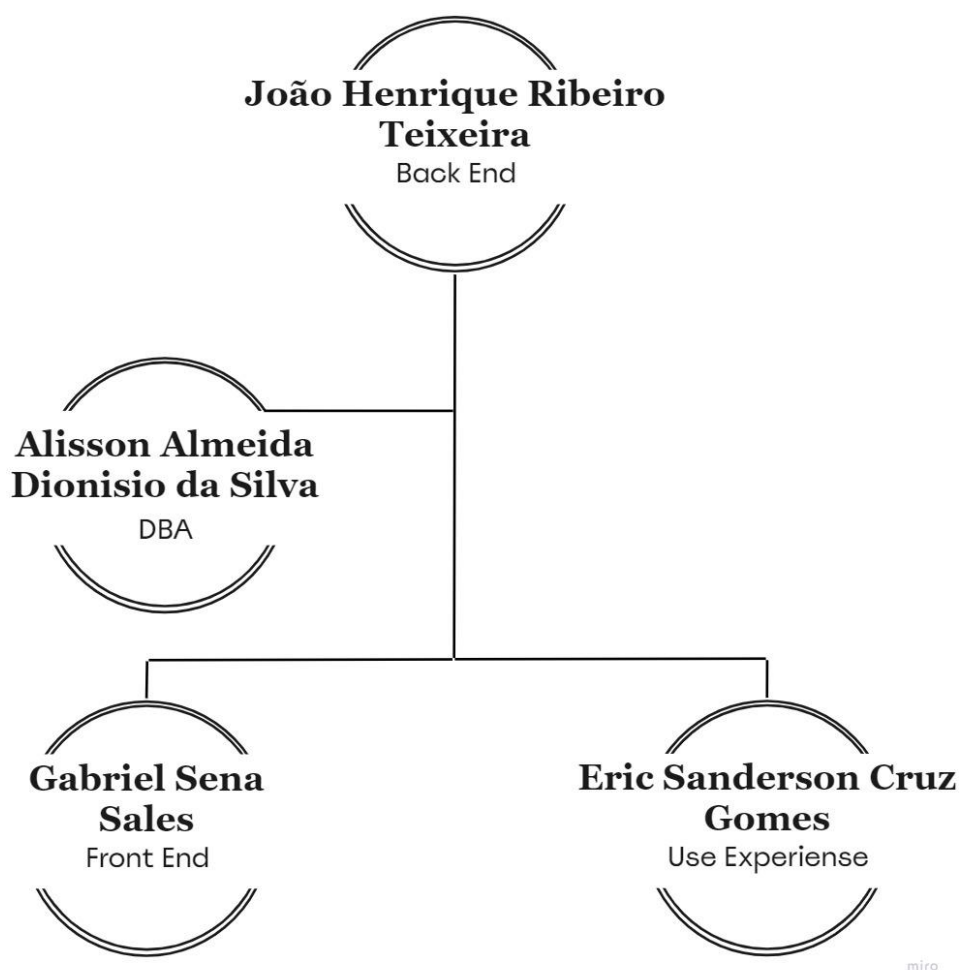 João Henrique Ribeiro
Teixeira
Back End
Alisson Almeida
Dionisio da Silva
DBA
Gabriel Sena
Sales
Front End
Eric Sanderson Cruz
Gomes
Use Experiense
miro